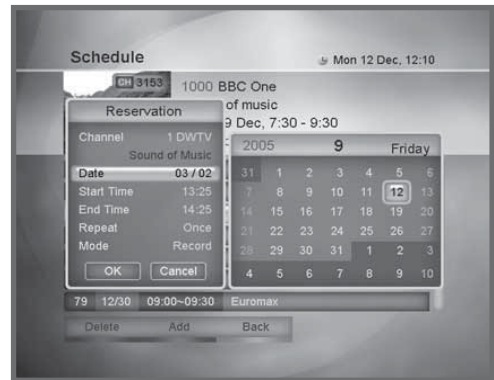 Schedule
Mon 12 Dec, 12:10
CH 3153 1000 BBC One
of music
9 Dec, 7:30 - 9:30
Reservation
Channel 1 DWTV
Sound of Music
Date 03 / 02
Start Time 13:25
End Time 14:25
Repeat Once
Mode Record
OK Cancel
2005 9 Friday
31 1 2 3 4 5 6
7 8 9 10 11 12 13
14 15 16 17 18 19 20
21 22 23 24 25 26 27
28 29 30 31 1 2 3
4 5 6 7 8 9 10
79 12/30 09:00~09:30 Euromax
Delete Add Back